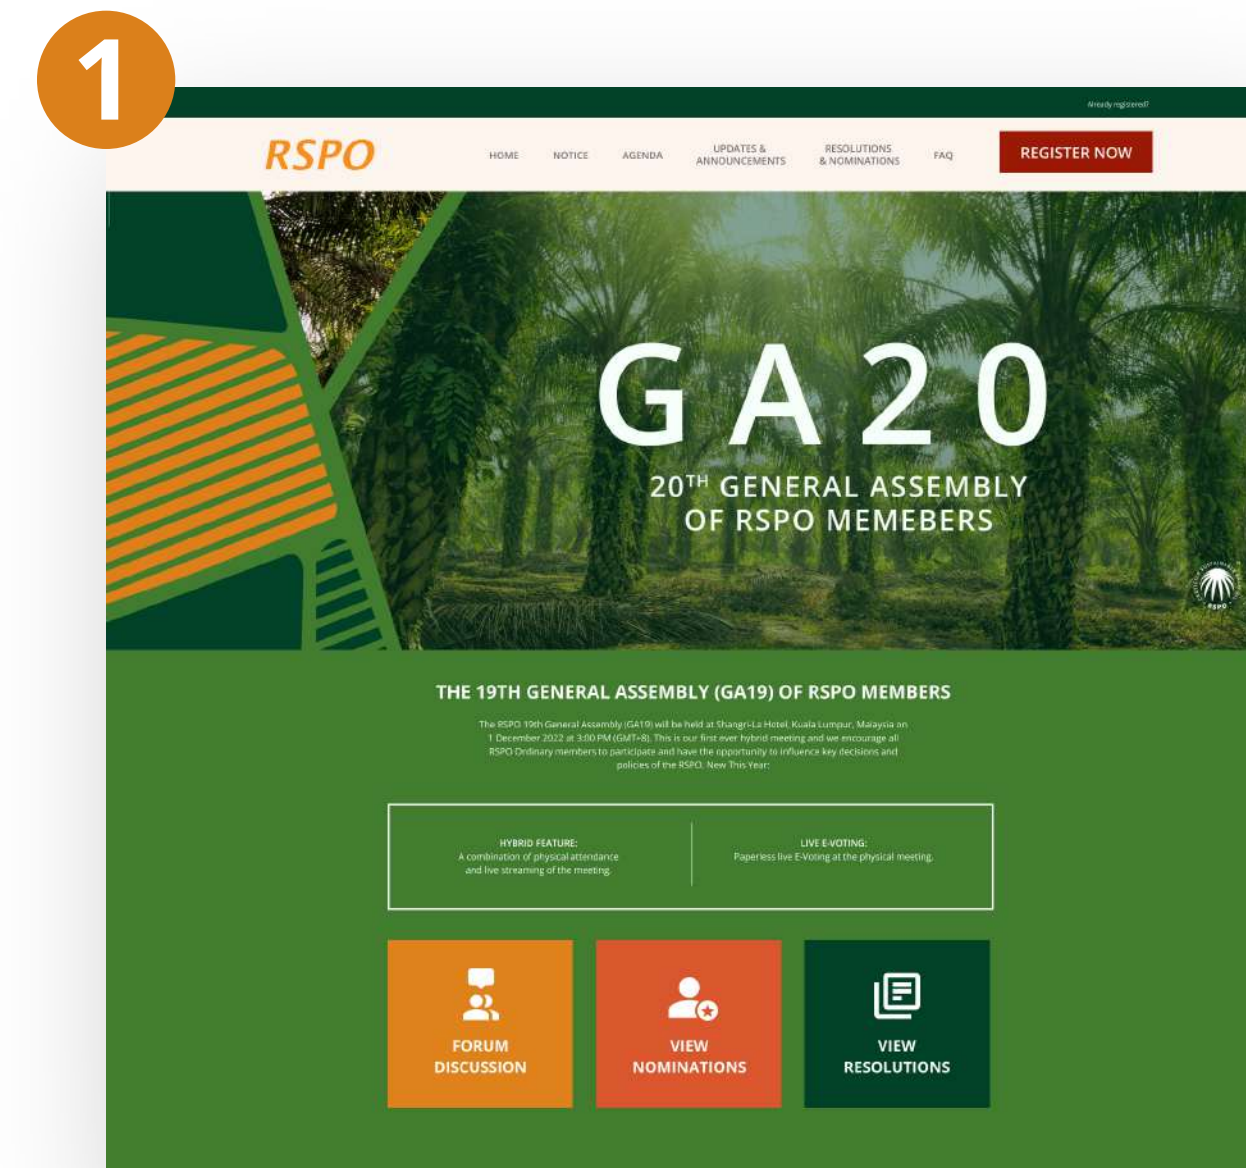 1
Already registered?
RSPO
HOME
NOTICE
AGENDA
UPDATES &
ANNOUNCEMENTS
RESOLUTIONS
& NOMINATIONS
FAQ
REGISTER NOW
GA20
20TH GENERAL ASSEMBLY
OF RSPO MEMEBERS
RSPO
THE 19TH GENERAL ASSEMBLY (GA19) OF RSPO MEMBERS
The RSPO 19th General Assembly (GA19) will be held at Shangri-La Hotel, Kuala Lumpur, Malaysia on
1 December 2022 at 3:00 PM (GMT+8). This is our first ever hybrid meeting and we encourage all
RSPO Ordinary members to participate and have the opportunity to influence key decisions and
policies of the RSPO. New This Year:
HYBRID FEATURE:
A combination of physical attendance
and live streaming of the meeting.
LIVE E-VOTING:
Paperless live E-Voting at the physical meeting.
FORUM
DISCUSSION
VIEW
NOMINATIONS
VIEW
RESOLUTIONS